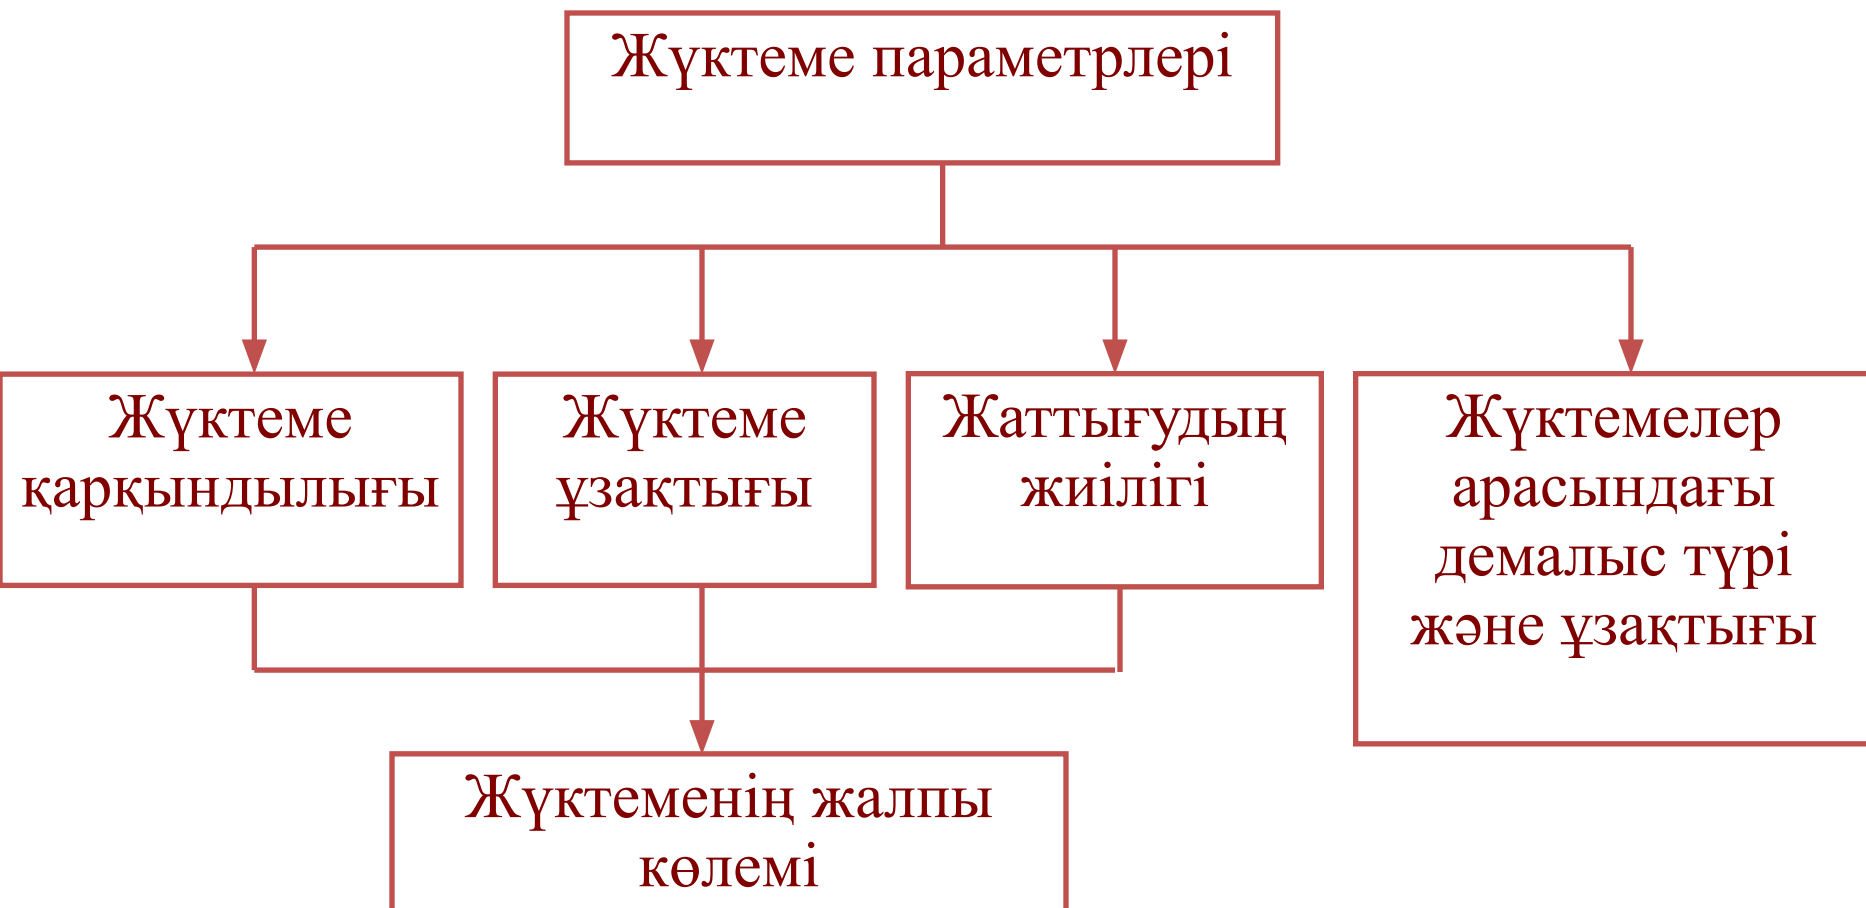 Жүктеме параметрлері
Жүктеме
қарқындылығы
Жүктеме
ұзақтығы
Жаттығудың
жиілігі
Жүктемелер
арасындағы
демалыс түрі
және ұзақтығы
Жүктеменің жалпы
көлемі